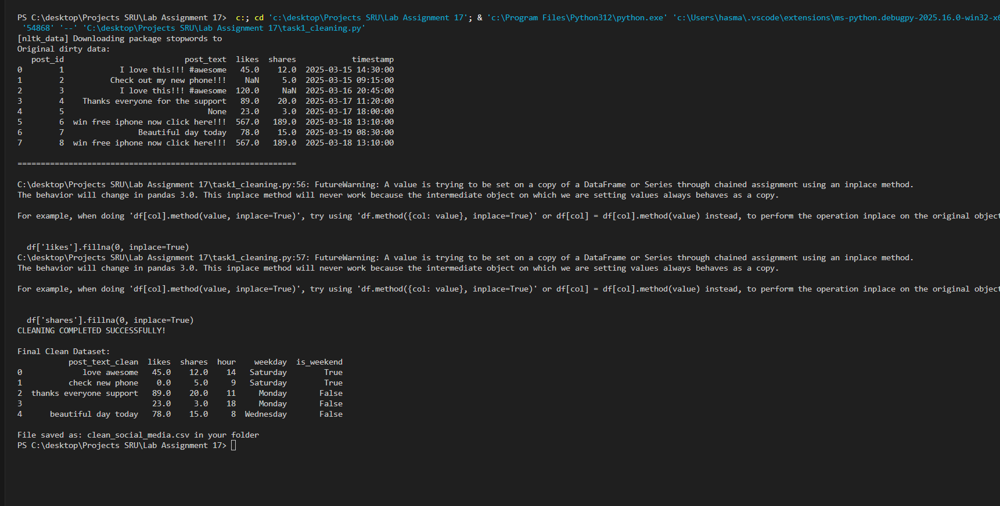 PS C:\desktop\Projects SRU\Lab Assignment 17>  c:; cd 'c:\desktop\Projects SRU\Lab Assignment 17'; & 'c:\Program Files\Python312\python.exe' 'c:\Users\hasma\.vscode\extensions\ms-python.debugpy-2025.16.0-win32-x6
 '54868' '--' 'C:\desktop\Projects SRU\Lab Assignment 17\task1_cleaning.py'
[nltk_data] Downloading package stopwords to
Original dirty data:
   post_id                          post_text  likes  shares            timestamp
0        1            I love this!!! #awesome   45.0    12.0  2025-03-15 14:30:00
1        2          Check out my new phone!!!    NaN     5.0  2025-03-15 09:15:00
2        3            I love this!!! #awesome  120.0     NaN  2025-03-16 20:45:00
3        4    Thanks everyone for the support   89.0    20.0  2025-03-17 11:20:00
4        5                               None   23.0     3.0  2025-03-17 18:00:00
5        6  win free iphone now click here!!!  567.0   189.0  2025-03-18 13:10:00
6        7                Beautiful day today   78.0    15.0  2025-03-19 08:30:00
7        8  win free iphone now click here!!!  567.0   189.0  2025-03-18 13:10:00
============================================================
C:\desktop\Projects SRU\Lab Assignment 17\task1_cleaning.py:56: FutureWarning: A value is trying to be set on a copy of a DataFrame or Series through chained assignment using an inplace method.
The behavior will change in pandas 3.0. This inplace method will never work because the intermediate object on which we are setting values always behaves as a copy.
For example, when doing 'df[col].method(value, inplace=True)', try using 'df.method({col: value}, inplace=True)' or df[col] = df[col].method(value) instead, to perform the operation inplace on the original object
  df['likes'].fillna(0, inplace=True)
C:\desktop\Projects SRU\Lab Assignment 17\task1_cleaning.py:57: FutureWarning: A value is trying to be set on a copy of a DataFrame or Series through chained assignment using an inplace method.
The behavior will change in pandas 3.0. This inplace method will never work because the intermediate object on which we are setting values always behaves as a copy.
For example, when doing 'df[col].method(value, inplace=True)', try using 'df.method({col: value}, inplace=True)' or df[col] = df[col].method(value) instead, to perform the operation inplace on the original object
  df['shares'].fillna(0, inplace=True)
CLEANING COMPLETED SUCCESSFULLY!
Final Clean Dataset:
           post_text_clean  likes  shares  hour    weekday  is_weekend
0             love awesome   45.0    12.0    14   Saturday        True
1          check new phone    0.0     5.0     9   Saturday        True
2  thanks everyone support   89.0    20.0    11     Monday       False
3                            23.0     3.0    18     Monday       False
4      beautiful day today   78.0    15.0     8  Wednesday       False
File saved as: clean_social_media.csv in your folder
PS C:\desktop\Projects SRU\Lab Assignment 17>